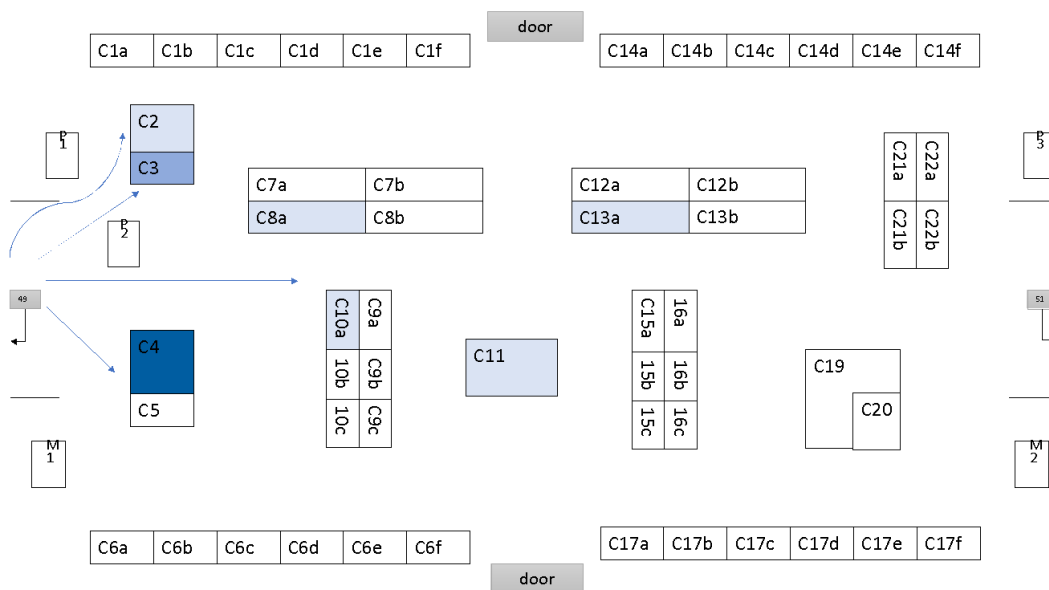 door
C1a C1b C1c C1d C1e C1f
C14a C14b C14c C14d C14e C14f
C2
C3
P
1
P
2
C7a C7b
C8a C8b
C12a C12b
C13a C13b
C21a C22a
C21b C22b
P
3
49
51
C4
C5
C10a C9a
10b C9b
10c C9c
C11
C15a 16a
15b 16b
15c 16c
C19
C20
M
1
M
2
C6a C6b C6c C6d C6e C6f
C17a C17b C17c C17d C17e C17f
door